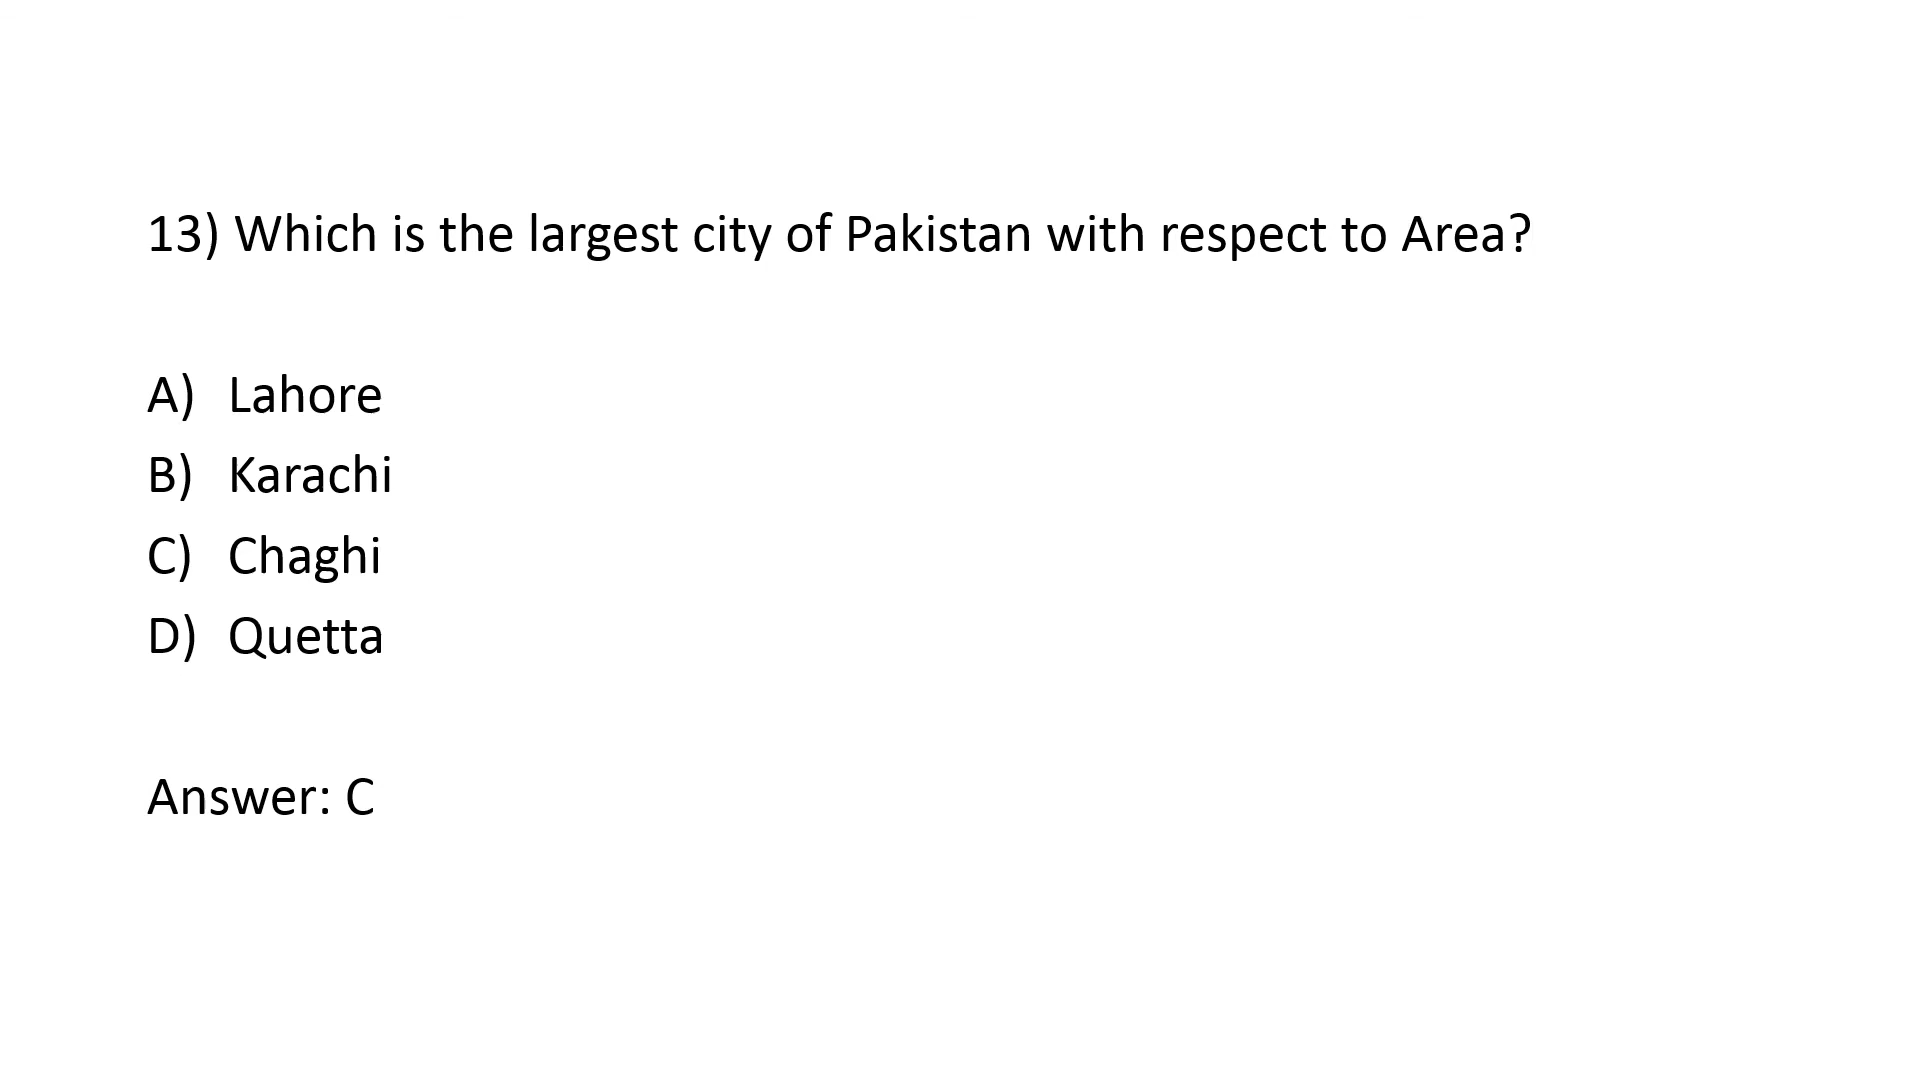 13) Which is the largest city of Pakistan with respect to Area?
A) Lahore
B) Karachi
C) Chaghi
D) Quetta
Answer: C